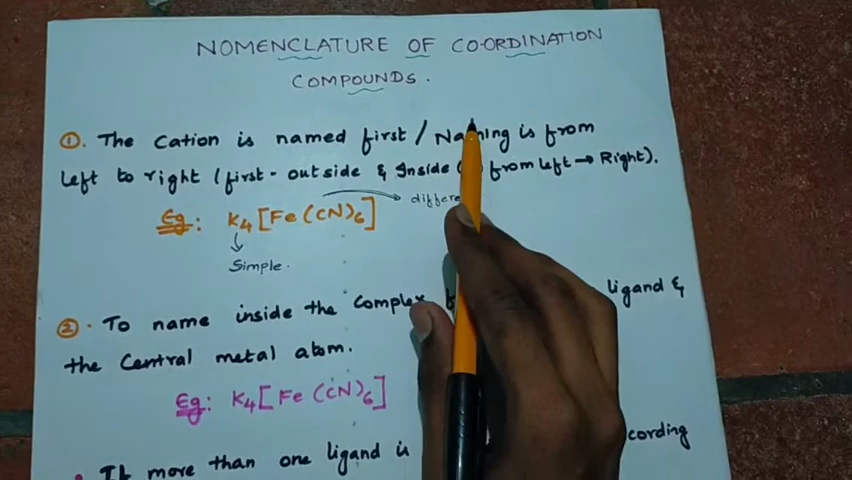 NOMENCLATURE OF CO-ORDINATION
COMPOUNDS.
① . The Cation is named first / Naming is from
left to right (first - outside & Inside from left → Right).
Eg : K4[Fe(CN)6]
Simple.
② . To name inside the Complex ligand &
the Central metal atom.
Eg: K4[Fe(CN)6]
If more than one ligand is